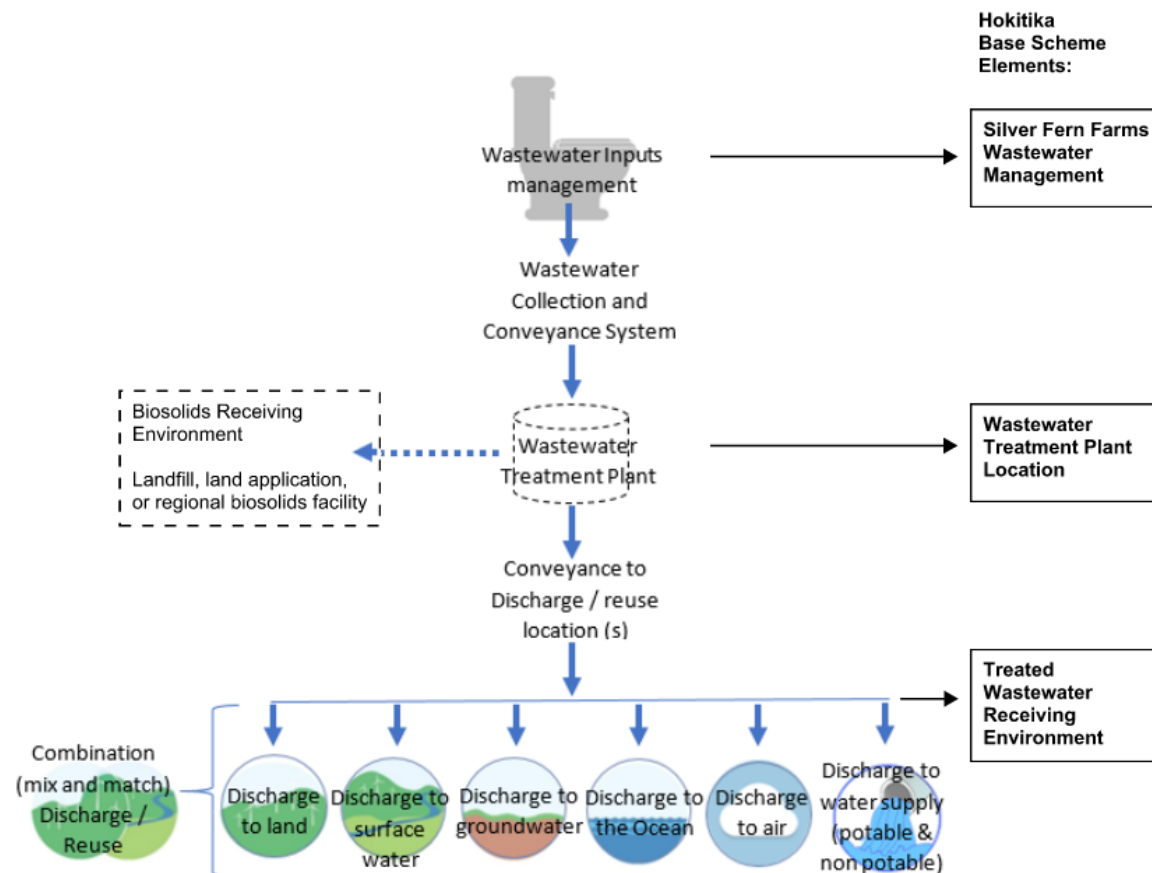 Hokitika
Base Scheme
Elements:
Wastewater Inputs
management
Silver Fern Farms
Wastewater
Management
Wastewater
Collection and
Conveyance System
Biosolids Receiving
Environment
Landfill, land application,
or regional biosolids facility
Wastewater
Treatment Plant
Wastewater
Treatment Plant
Location
Conveyance to
Discharge / reuse
location (s)
Treated
Wastewater
Receiving
Environment
Combination
(mix and match)
Discharge /
Reuse
Discharge
to land
Discharge to
surface
water
Discharge to
groundwater
Discharge to
the Ocean
Discharge
to air
Discharge to
water supply
(potable &
non potable)